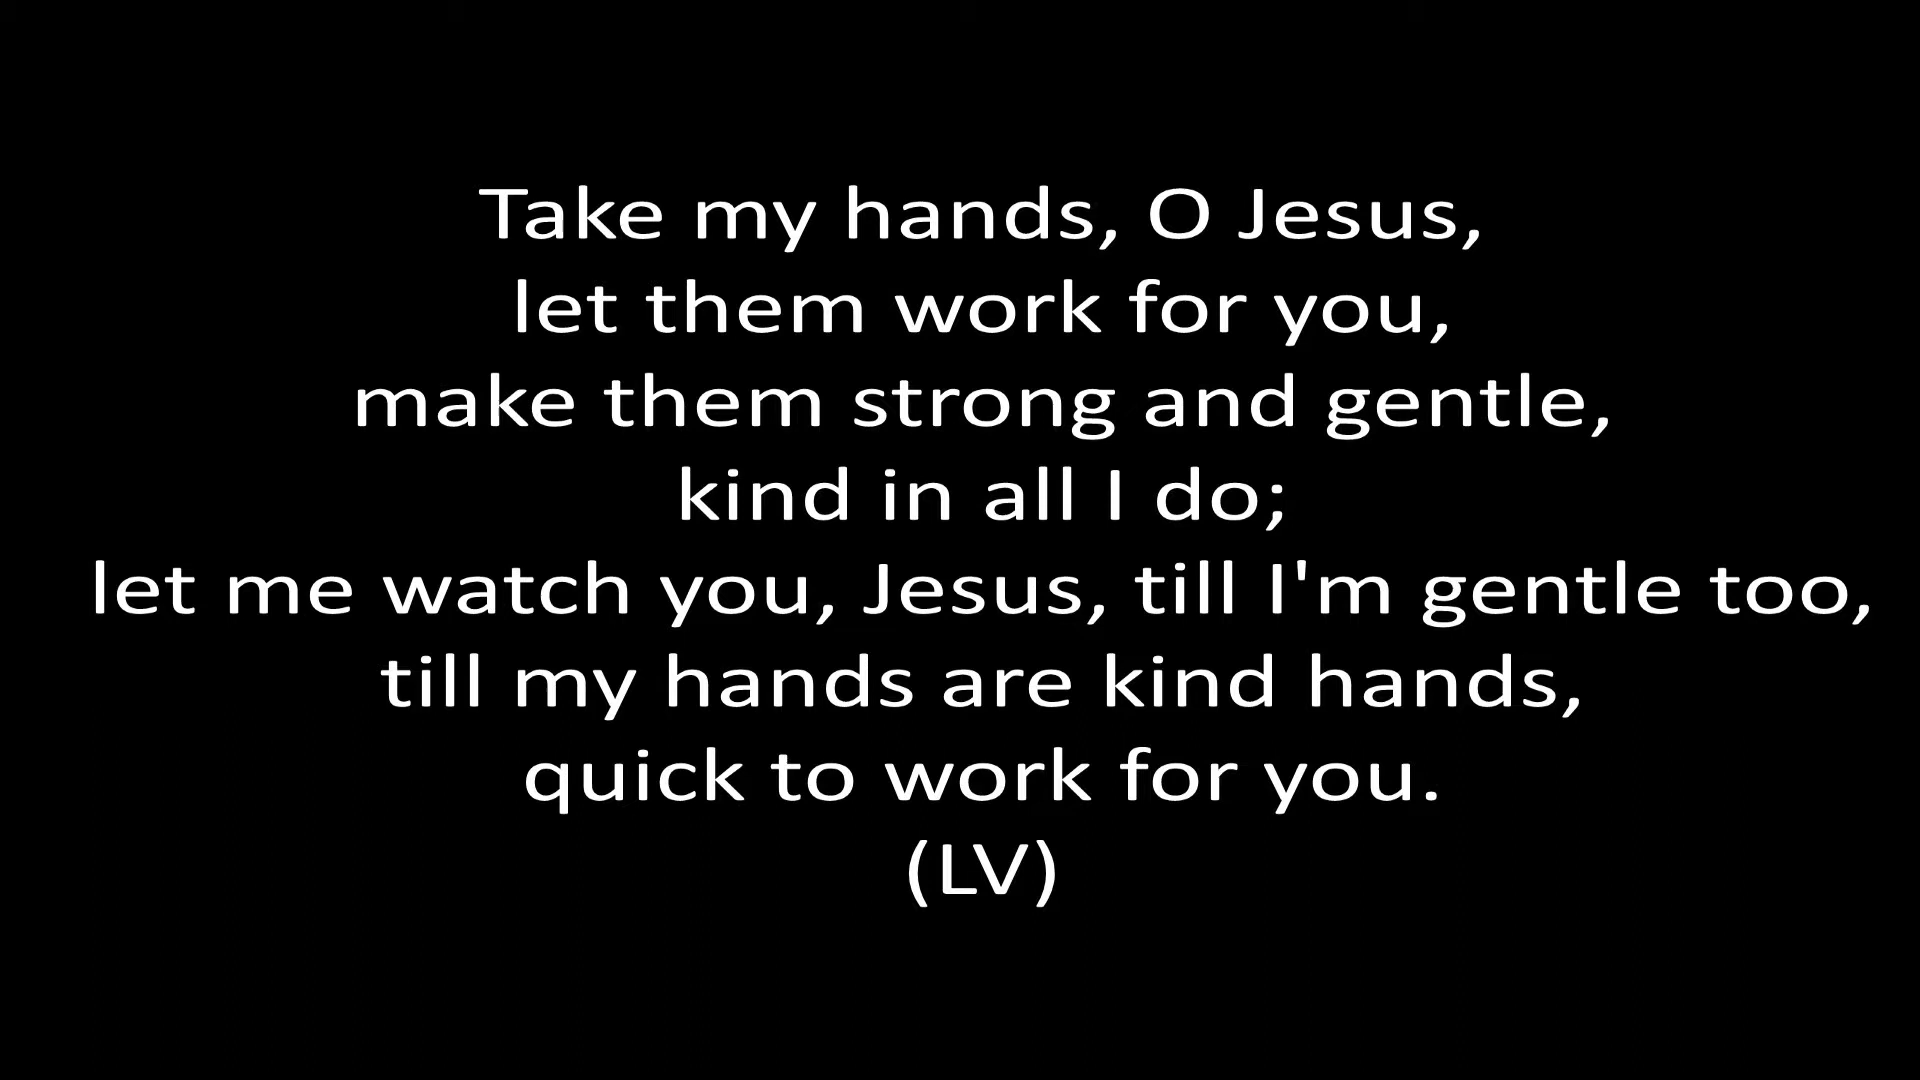 Take my hands, O Jesus,
let them work for you,
make them strong and gentle,
kind in all I do;
let me watch you, Jesus, till I'm gentle too,
till my hands are kind hands,
quick to work for you.
(LV)